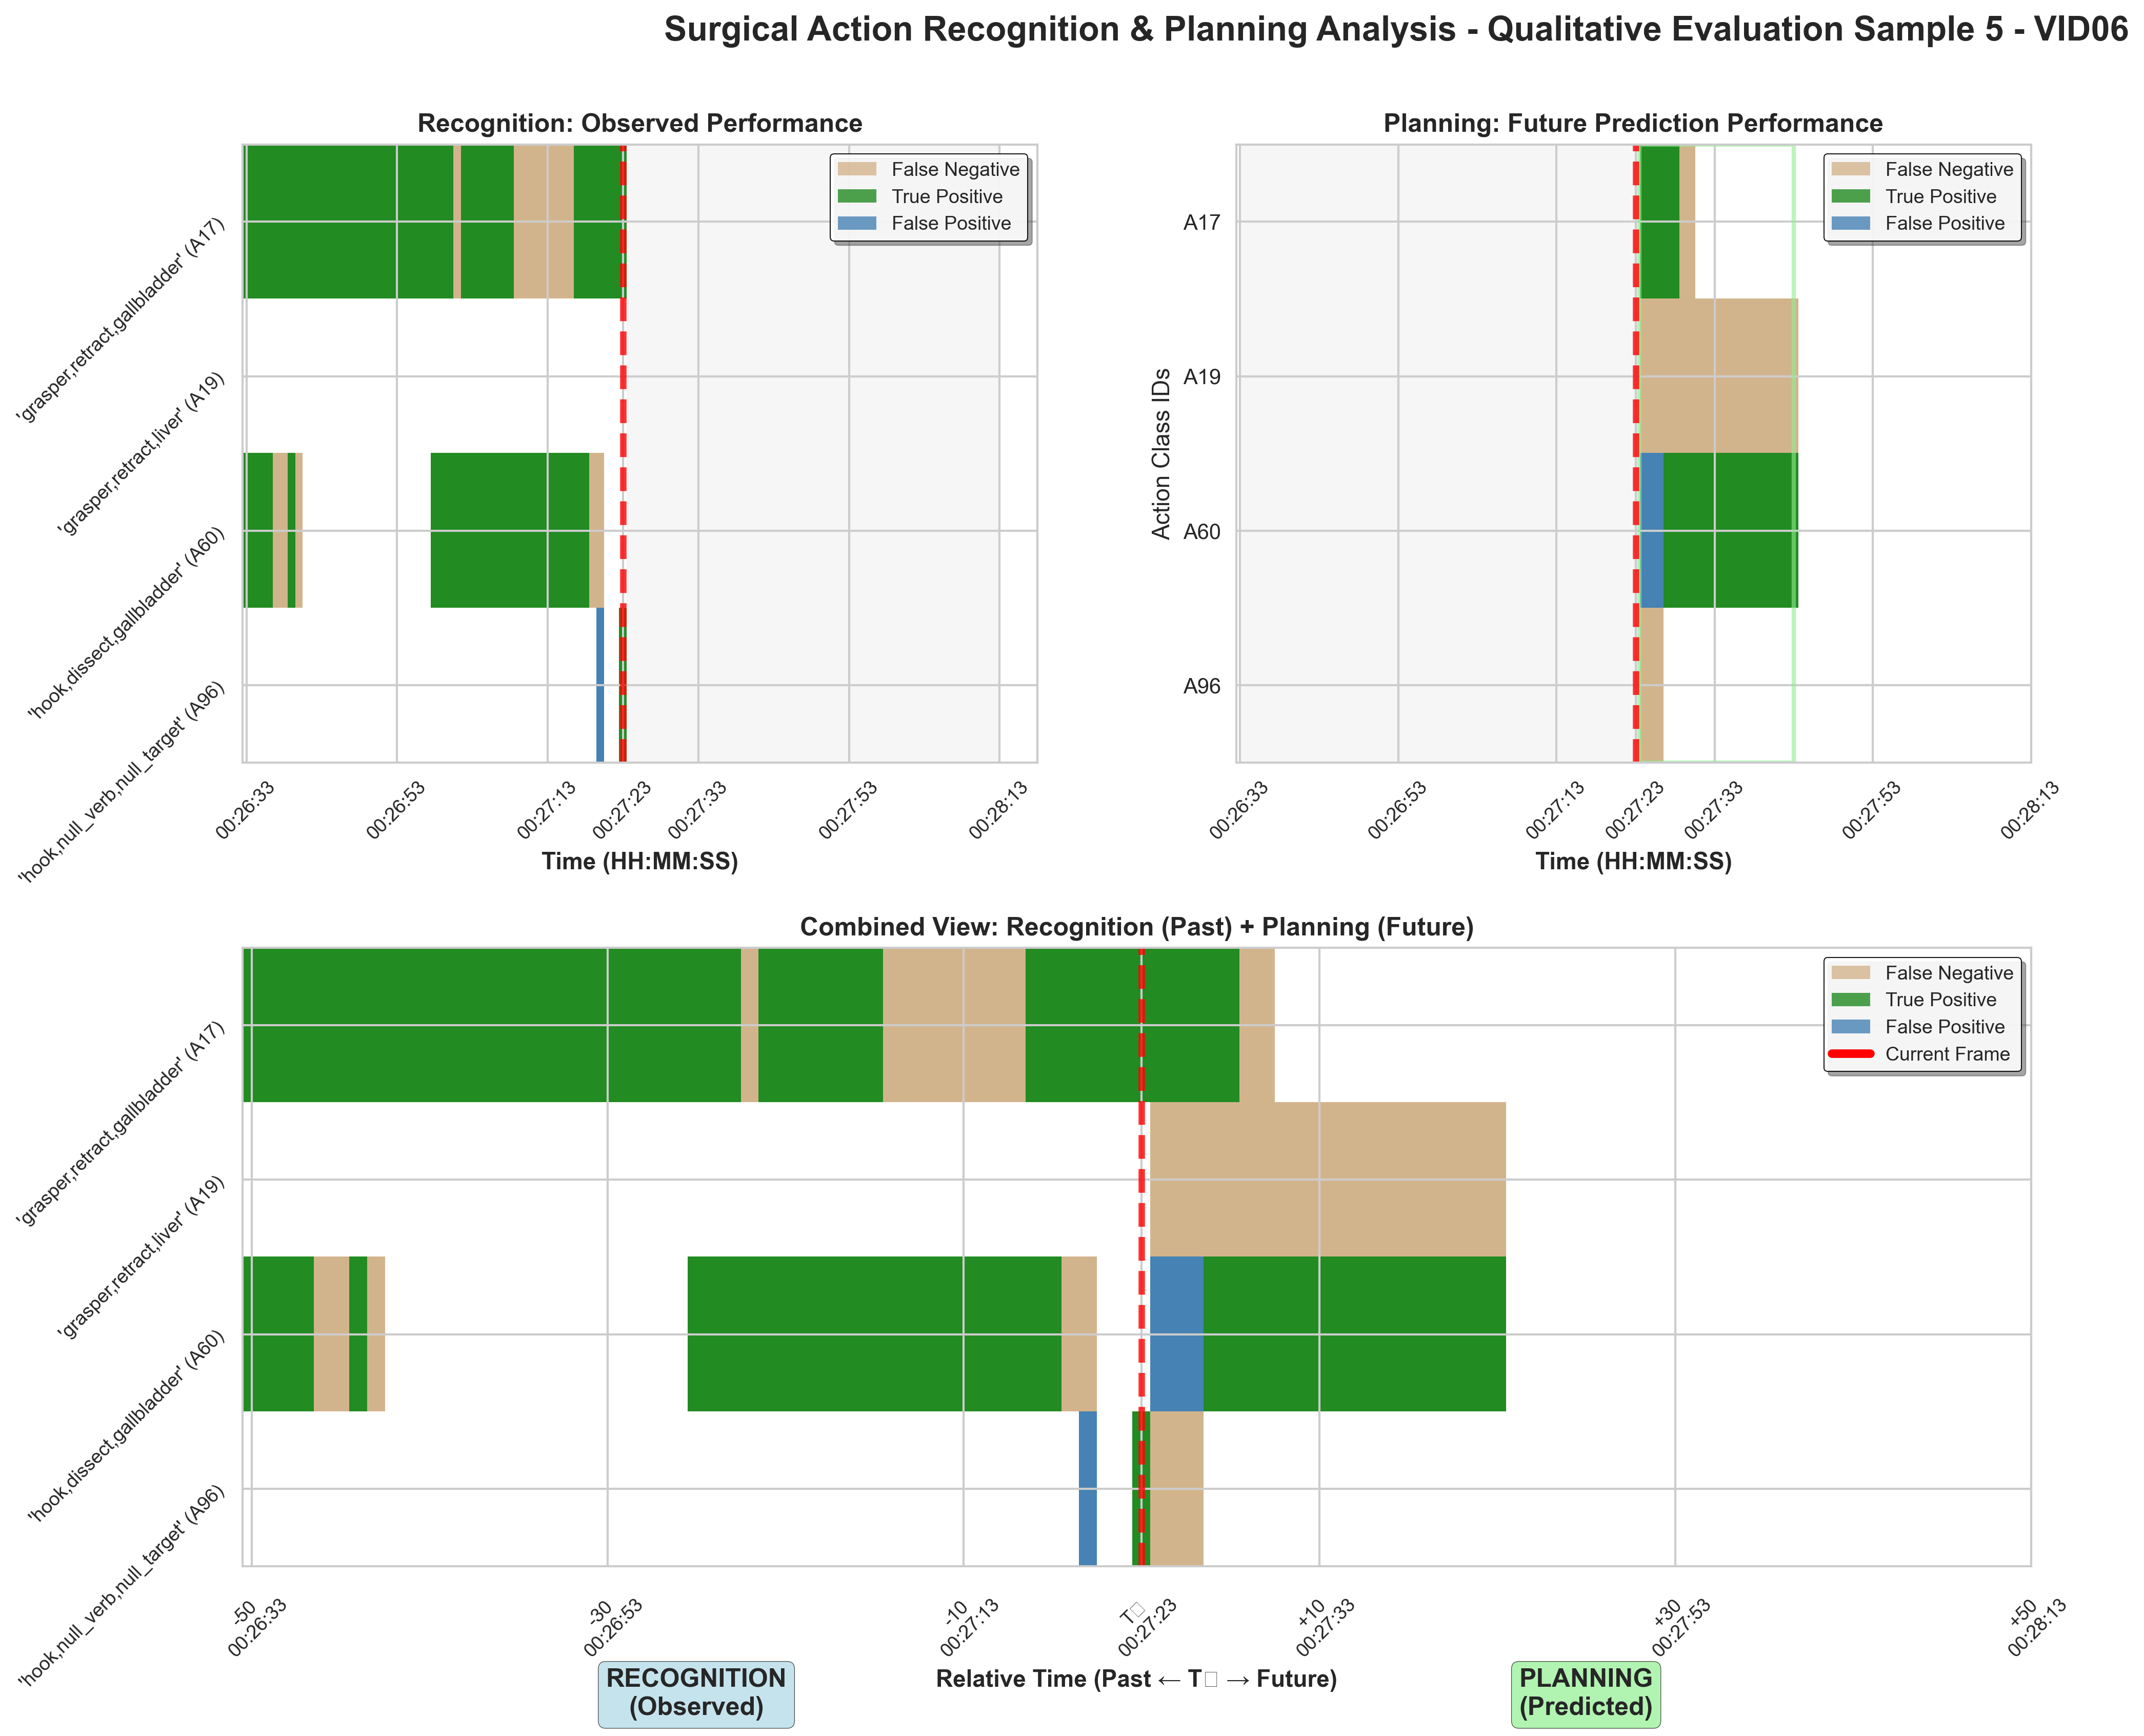 Surgical Action Recognition & Planning Analysis - Qualitative Evaluation Sample 5 - VID06
Recognition: Observed Performance
False Negative
True Positive
False Positive
'grasper,retract,gallbladder' (A17)
'grasper,retract,liver' (A19)
'hook,dissect,gallbladder' (A60)
'hook,null_verb,null_target' (A96)
00:26:33
00:26:53
00:27:13
00:27:23
00:27:33
00:27:53
00:28:13
Time (HH:MM:SS)
Planning: Future Prediction Performance
False Negative
True Positive
False Positive
Action Class IDs
A17
A19
A60
A96
00:26:33
00:26:53
00:27:13
00:27:23
00:27:33
00:27:53
00:28:13
Time (HH:MM:SS)
Combined View: Recognition (Past) + Planning (Future)
False Negative
True Positive
False Positive
Current Frame
'grasper,retract,gallbladder' (A17)
'grasper,retract,liver' (A19)
'hook,dissect,gallbladder' (A60)
'hook,null_verb,null_target' (A96)
-50
00:26:33
-30
00:26:53
-10
00:27:13
T□
00:27:23
+10
00:27:33
+30
00:27:53
+50
00:28:13
Relative Time (Past ← T□ → Future)
RECOGNITION
(Observed)
PLANNING
(Predicted)